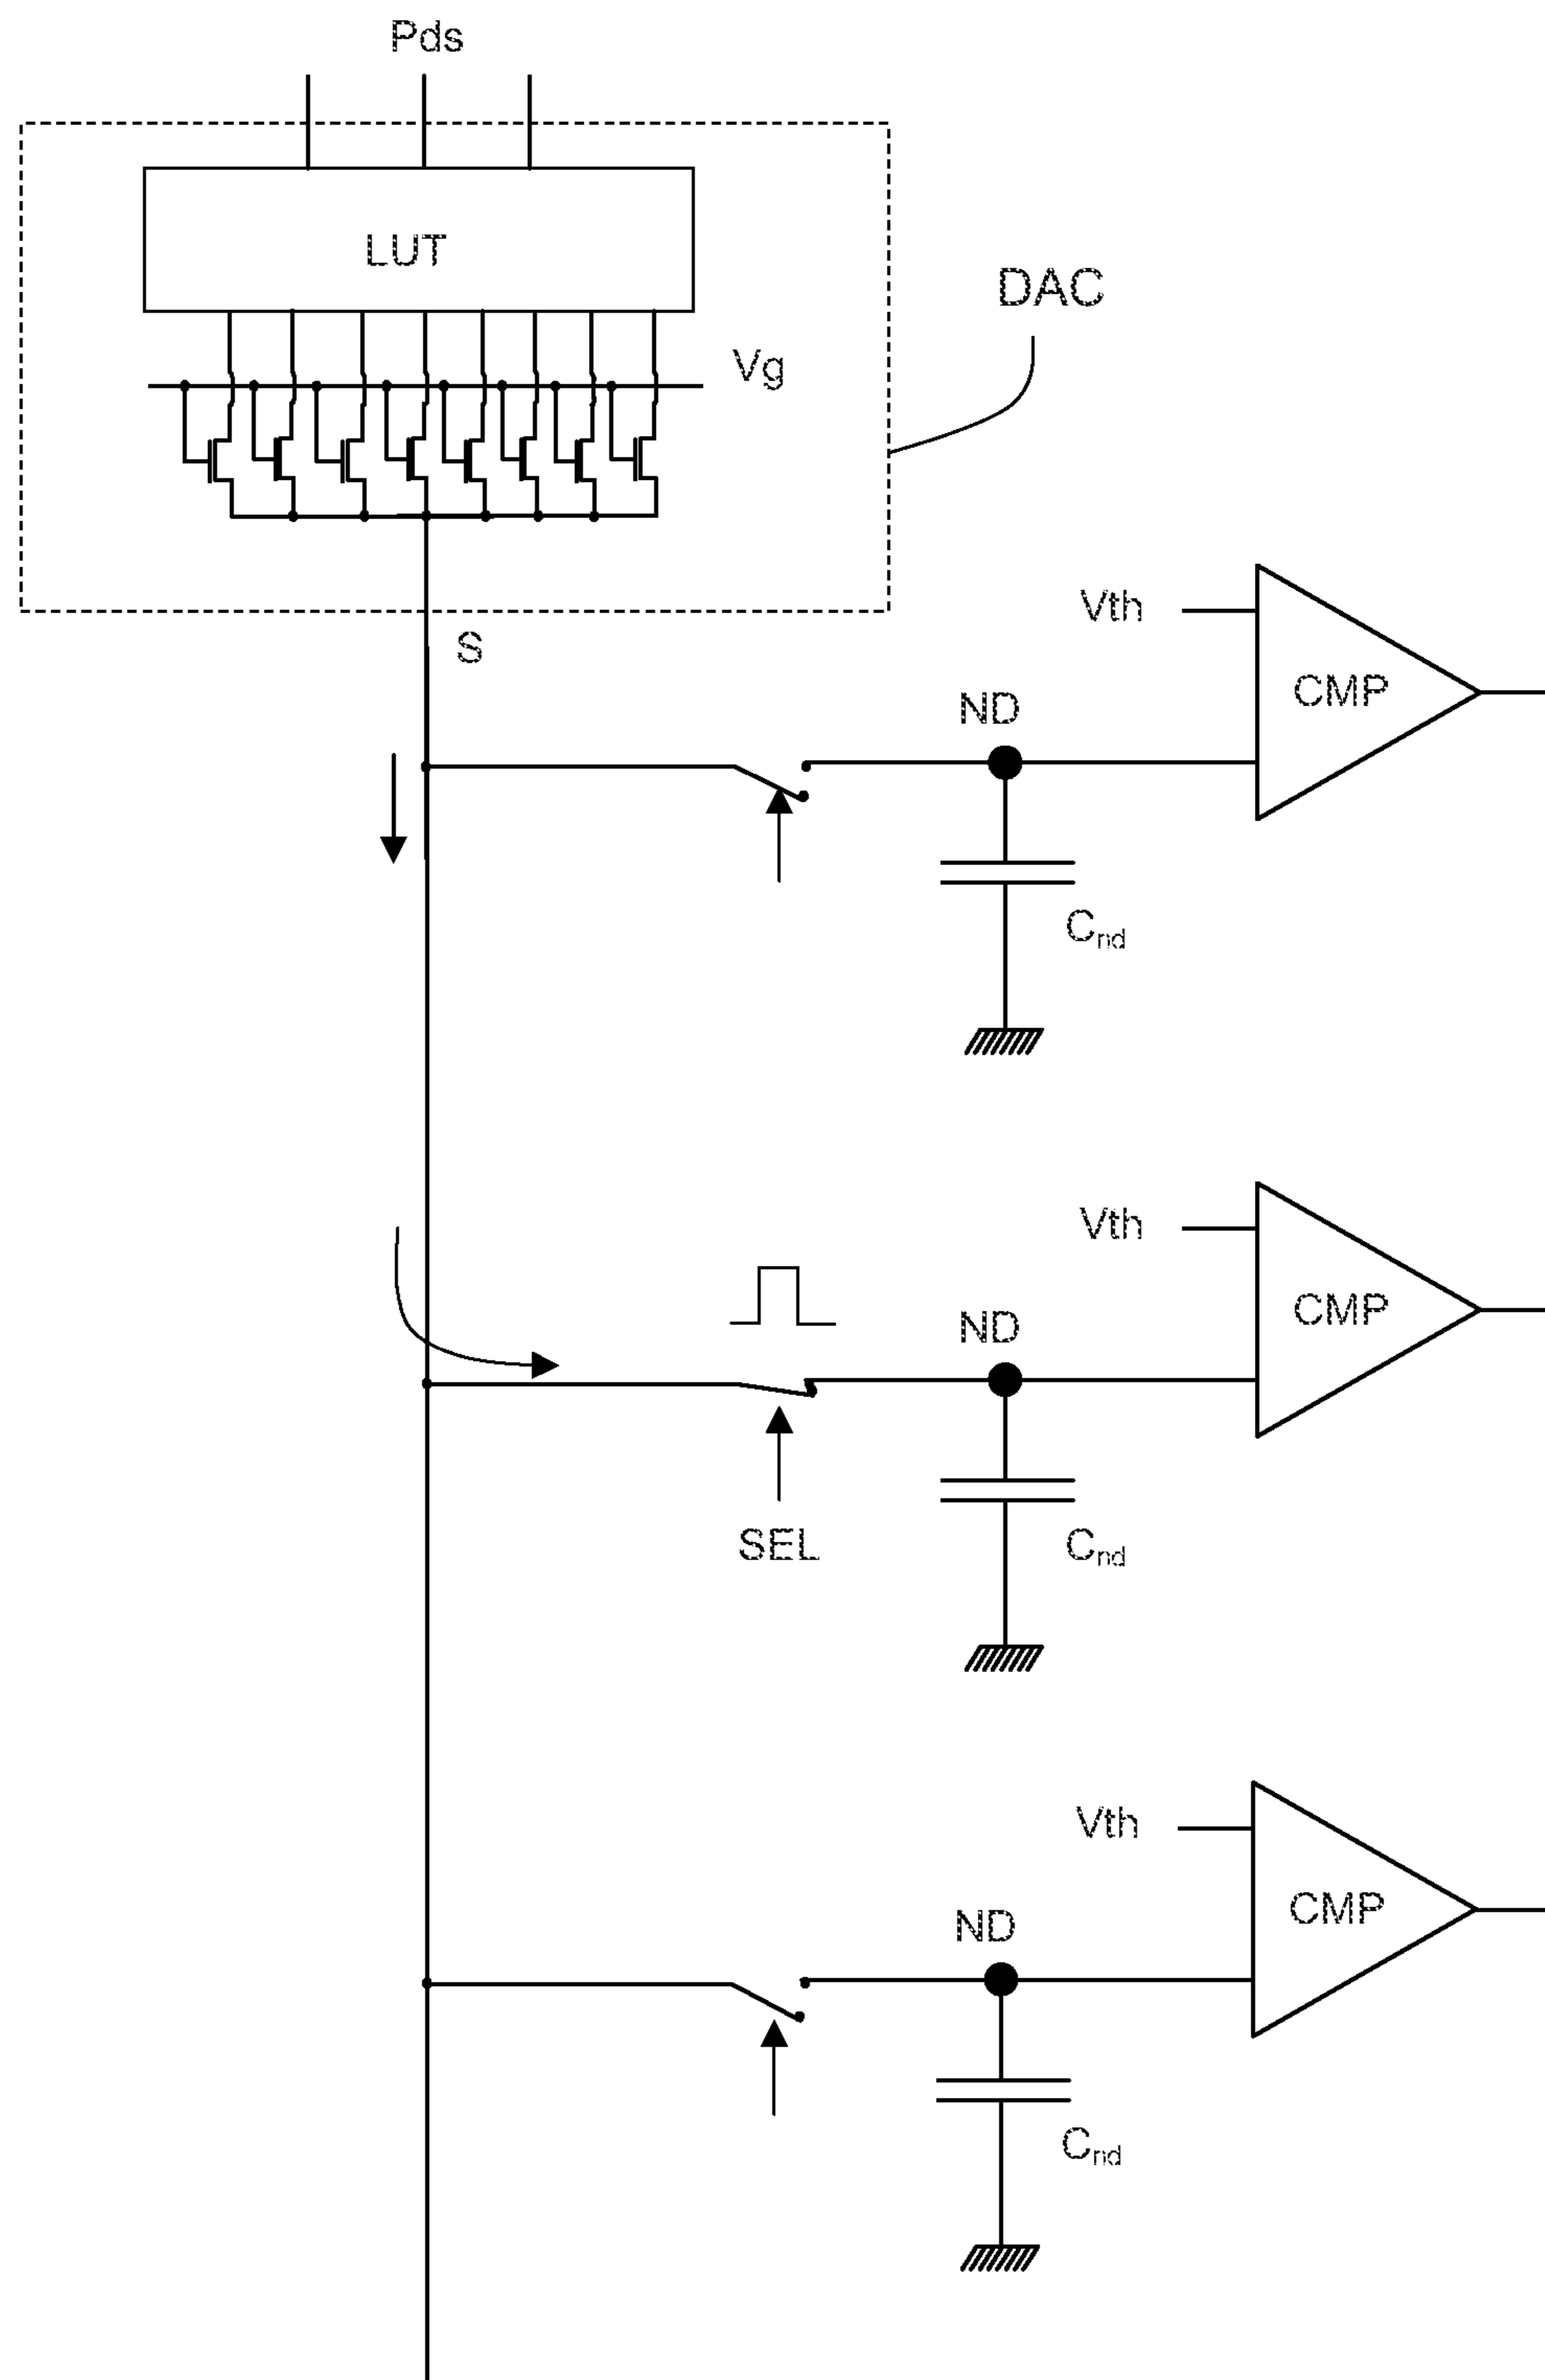 Pds
LUT
DAC
Vg
Vth
S
CMP
ND
Cnd
Vth
CMP
ND
SEL
Cnd
Vth
CMP
ND
Cnd